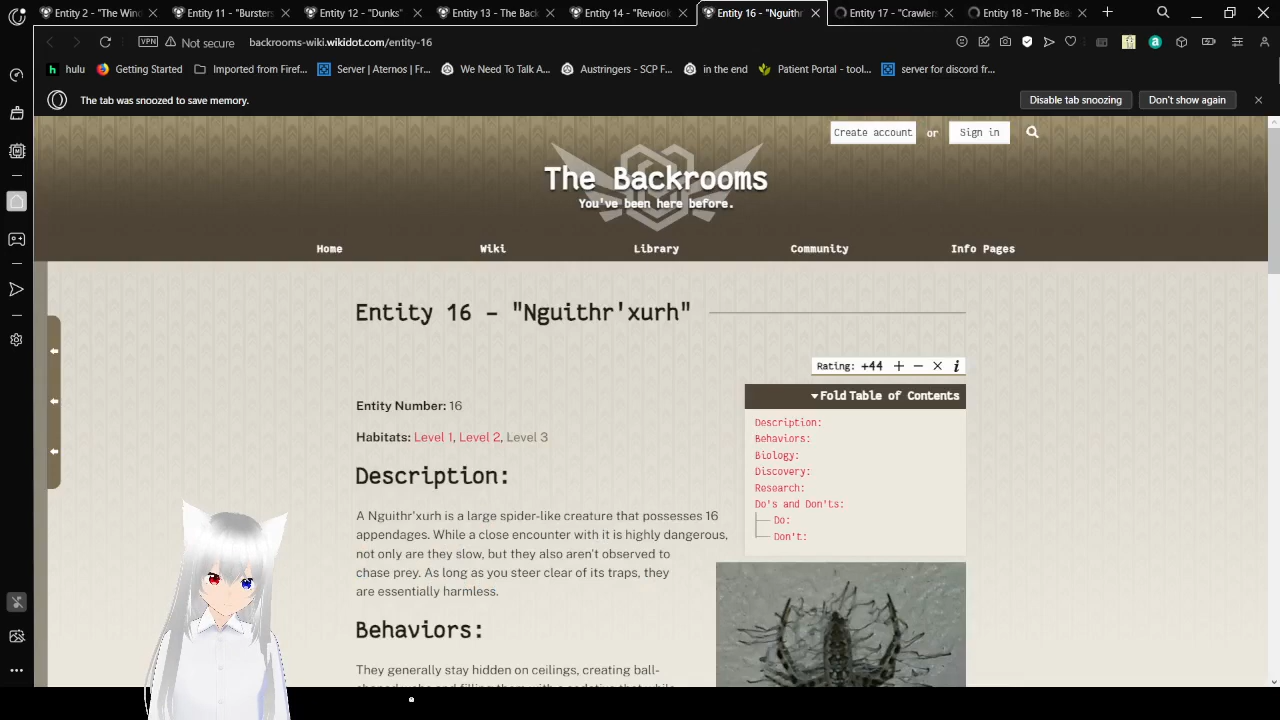 Entity 2 - "The Wind
Entity 11 - "Bursters
Entity 12 - "Dunks"
Entity 13 - The Back
Entity 14 - "Reviook
Entity 16 - "Nguithr
Entity 17 - "Crawlers
Entity 18 - "The Bea
VPN
Not secure
backrooms-wiki.wikidot.com/entity-16
hulu
Getting Started
Imported from Firef...
Server | Aternos | Fr...
We Need To Talk A...
Austringers - SCP F...
in the end
Patient Portal - tool...
server for discord fr...
The tab was snoozed to save memory.
Disable tab snoozing
Don't show again
Create account or Sign in
The Backrooms
You've been here before.
Home Wiki Library Community Info Pages
Entity 16 - "Nguithr'xurh"
Rating: +44 + − × i
Entity Number: 16
Habitats: Level 1, Level 2, Level 3
Description:
A Nguithr'xurh is a large spider-like creature that possesses 16
appendages. While a close encounter with it is highly dangerous,
not only are they slow, but they also aren't observed to
chase prey. As long as you steer clear of its traps, they
are essentially harmless.
Behaviors:
They generally stay hidden on ceilings, creating ball-
Fold Table of Contents
Description:
Behaviors:
Biology:
Discovery:
Research:
Do's and Don'ts:
Do:
Don't: